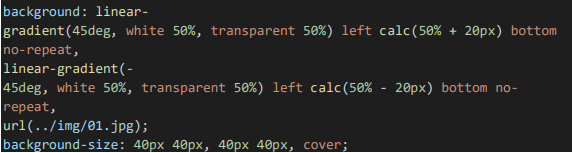 background: linear-
gradient(45deg, white 50%, transparent 50%) left calc(50% + 20px) bottom
no-repeat,
linear-gradient(-
45deg, white 50%, transparent 50%) left calc(50% - 20px) bottom no-
repeat,
url(../img/01.jpg);
background-size: 40px 40px, 40px 40px, cover;